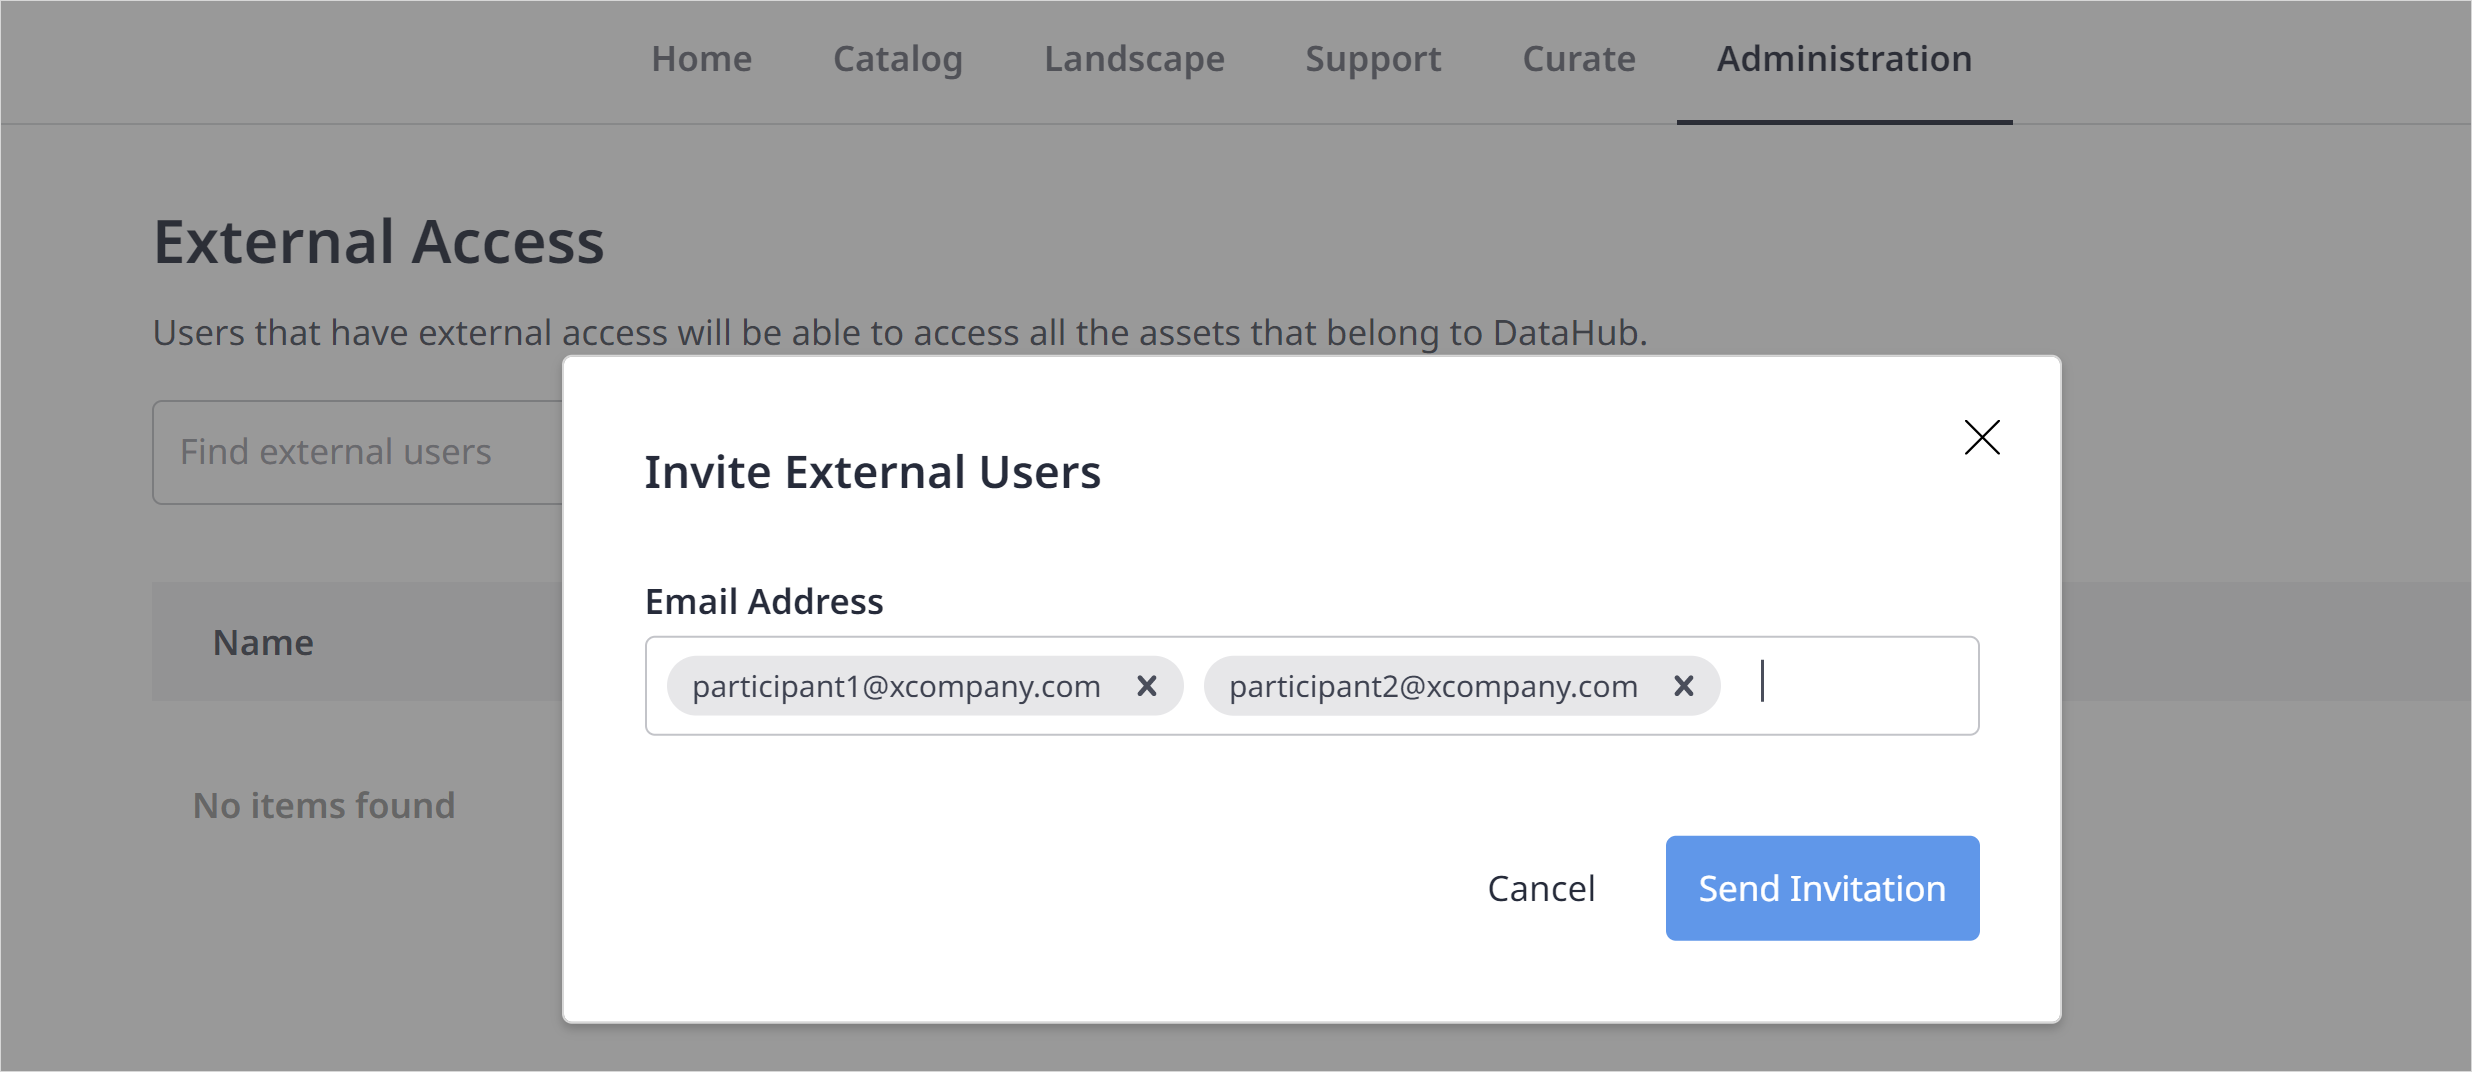 Home Catalog Landscape Support Curate Administration
External Access
Users that have external access will be able to access all the assets that belong to DataHub.
Find external users
Invite External Users
Email Address
Name
participant1@xcompany.com participant2@xcompany.com
No items found
Cancel Send Invitation